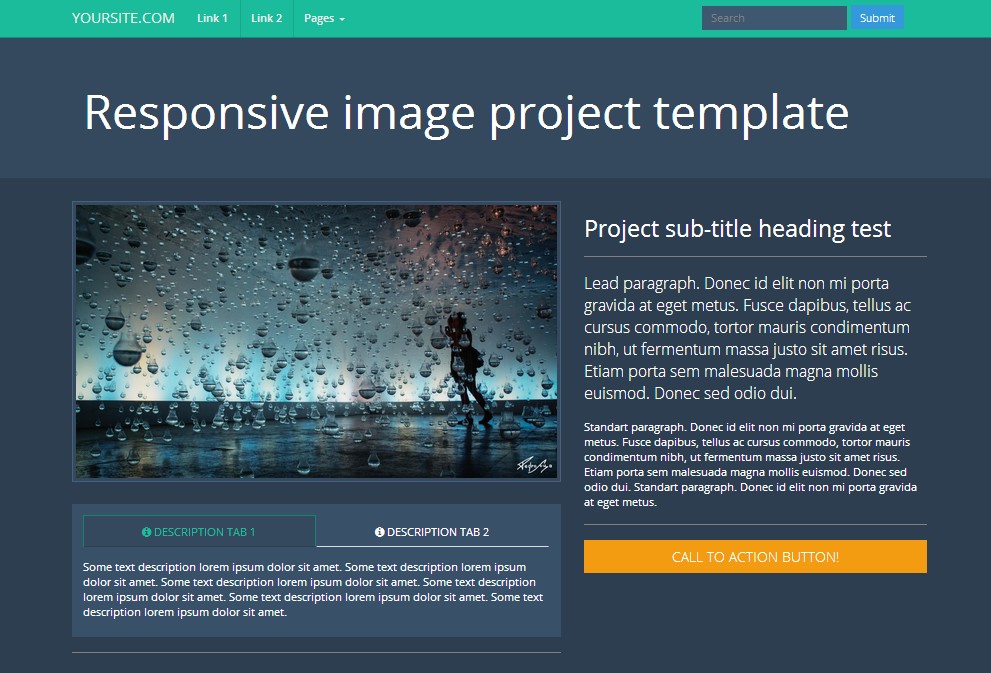 YOURSITE.COM Link 1 Link 2 Pages Search Submit
Responsive image project template
Project sub-title heading test
Lead paragraph. Donec id elit non mi porta
gravida at eget metus. Fusce dapibus, tellus ac
cursus commodo, tortor mauris condimentum
nibh, ut fermentum massa justo sit amet risus.
Etiam porta sem malesuada magna mollis
euismod. Donec sed odio dui.
Standart paragraph. Donec id elit non mi porta gravida at eget
metus. Fusce dapibus, tellus ac cursus commodo, tortor mauris
condimentum nibh, ut fermentum massa justo sit amet risus.
Etiam porta sem malesuada magna mollis euismod. Donec sed
odio dui. Standart paragraph. Donec id elit non mi porta gravida
at eget metus.
CALL TO ACTION BUTTON!
DESCRIPTION TAB 1 DESCRIPTION TAB 2
Some text description lorem ipsum dolor sit amet. Some text description lorem ipsum
dolor sit amet. Some text description lorem ipsum dolor sit amet. Some text description
lorem ipsum dolor sit amet. Some text description lorem ipsum dolor sit amet. Some text
description lorem ipsum dolor sit amet.